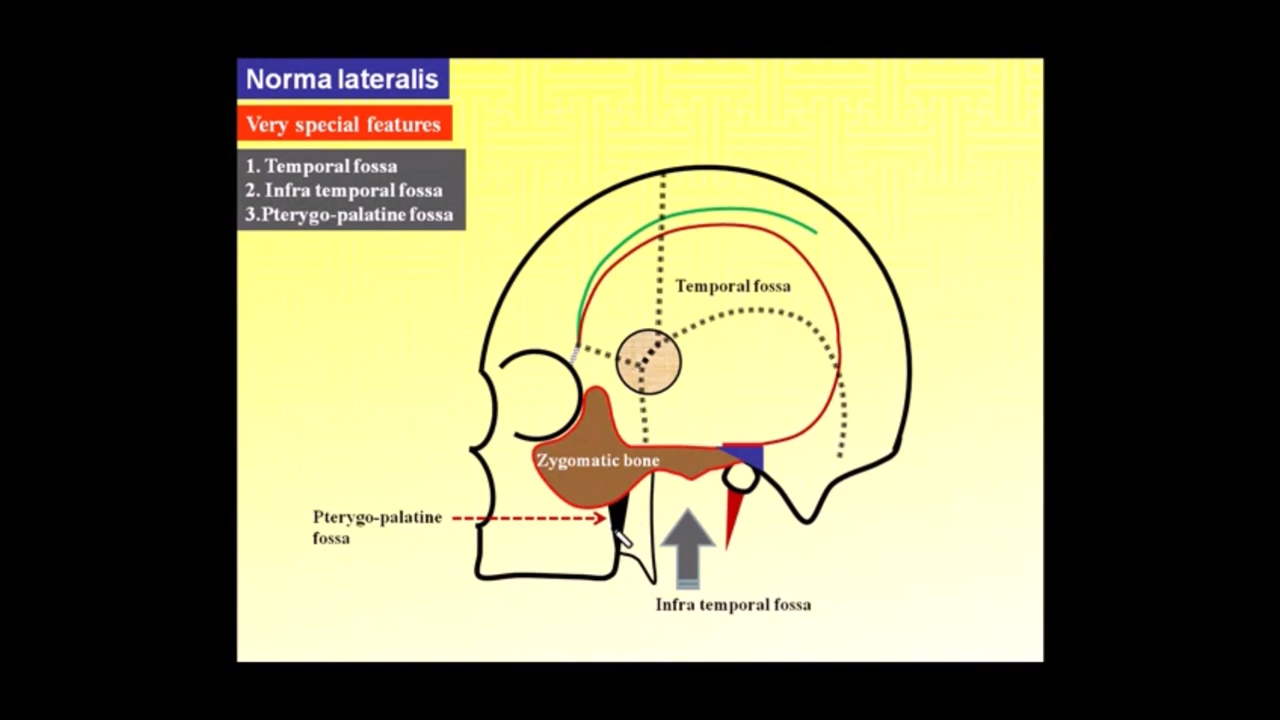 Norma lateralis
Very special features
1. Temporal fossa
2. Infra temporal fossa
3.Pterygo-palatine fossa
Temporal fossa
Zygomatic bone
Pterygo-palatine
fossa
Infra temporal fossa